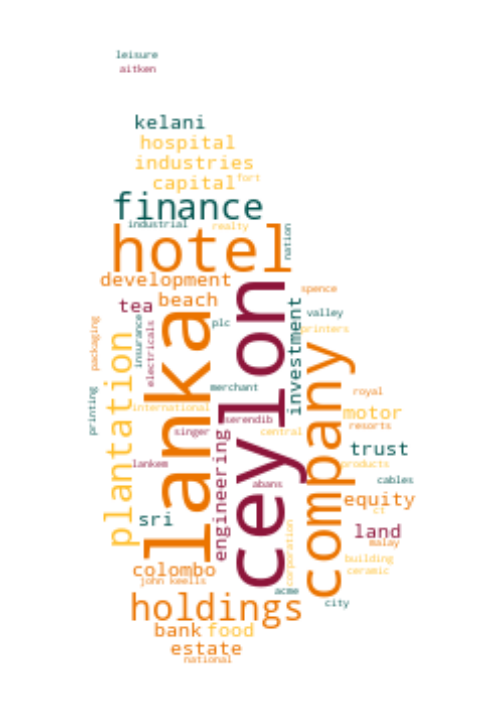 leisure
aitken
kelani
hospital
industries
capital
fort
finance
industrial
realty
hotel
nation
development
spence
tea
beach
lanka
ceylon
investment
valley
plc
printers
packaging
insurance
electricals
plantation
company
merchant
printing
royal
international
motor
serendib
resorts
singer
central
engineering
trust
lankem
products
abans
cables
equity
ct
sri
land
corporation
malay
building
colombo
ceramic
john keells
acme
holdings
city
bank
food
estate
national